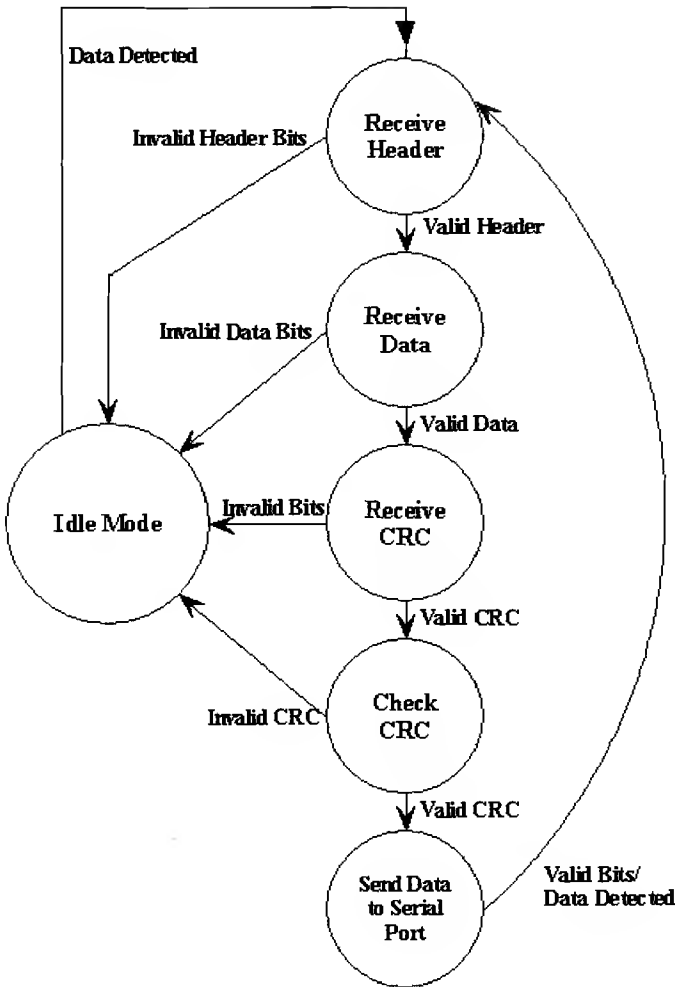 Data Detected
Receive
Header
Invalid Header Bits
Valid Header
Receive
Data
Invalid Data Bits
Valid Data
Idle Mode
Invalid Bits
Receive
CRC
Valid CRC
Check
CRC
Invalid CRC
Valid CRC
Send Data
to Serial
Port
Valid Bits/
Data Detected